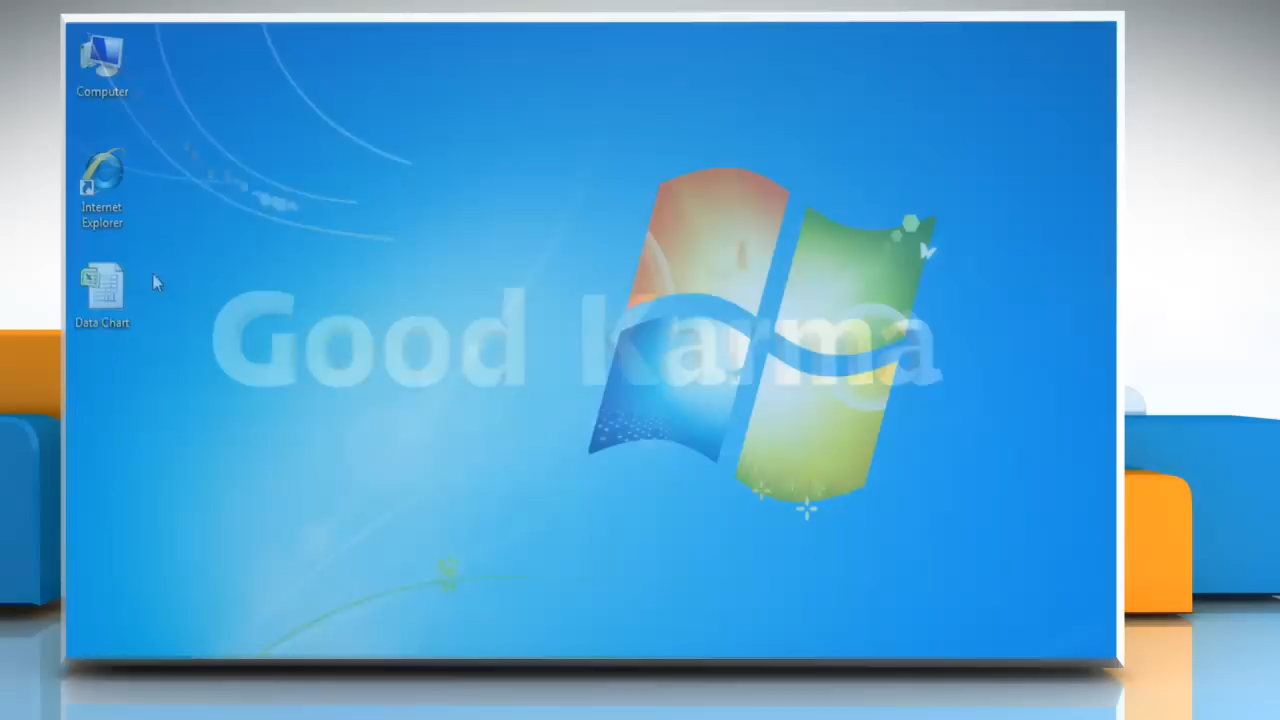 Computer
Internet
Explorer
Data Chart
Good Karma